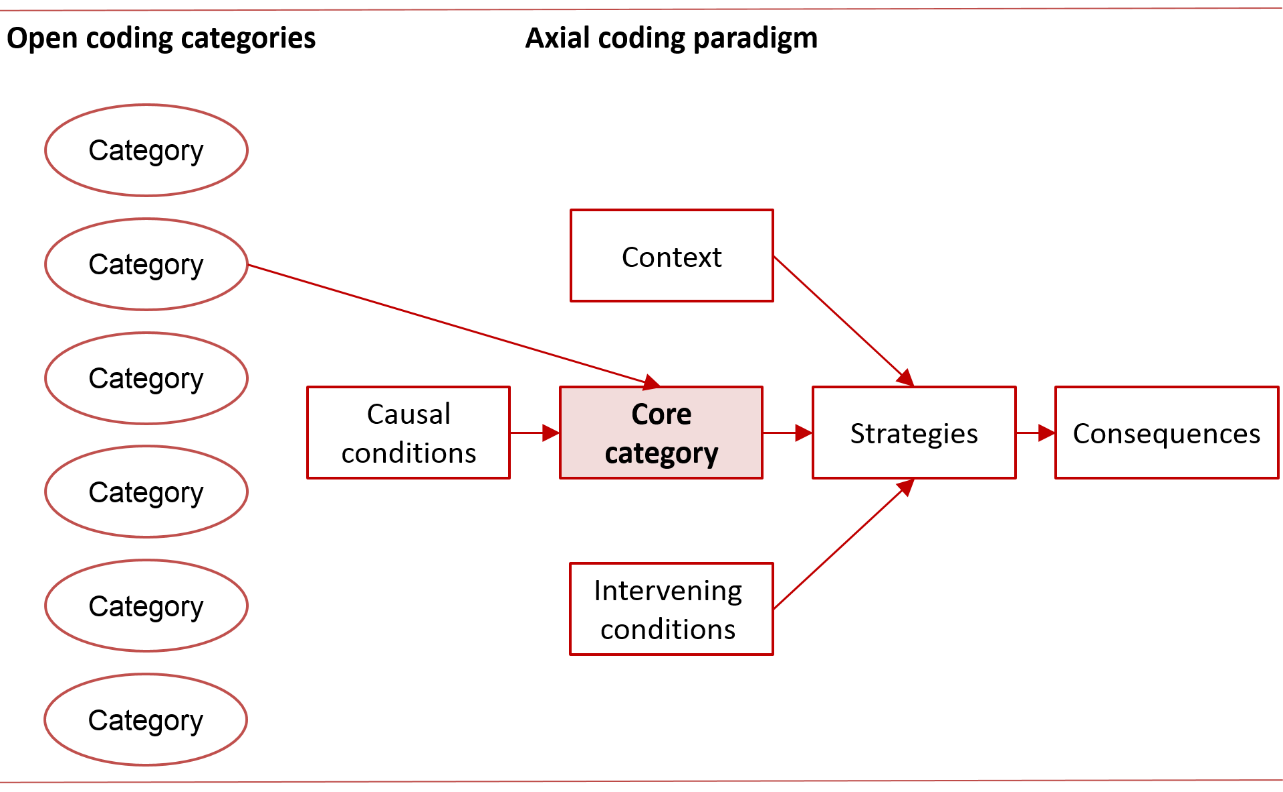 Open coding categories
Axial coding paradigm
Category
Category
Category
Category
Category
Category
Context
Causal
conditions
Core
category
Strategies
Consequences
Intervening
conditions